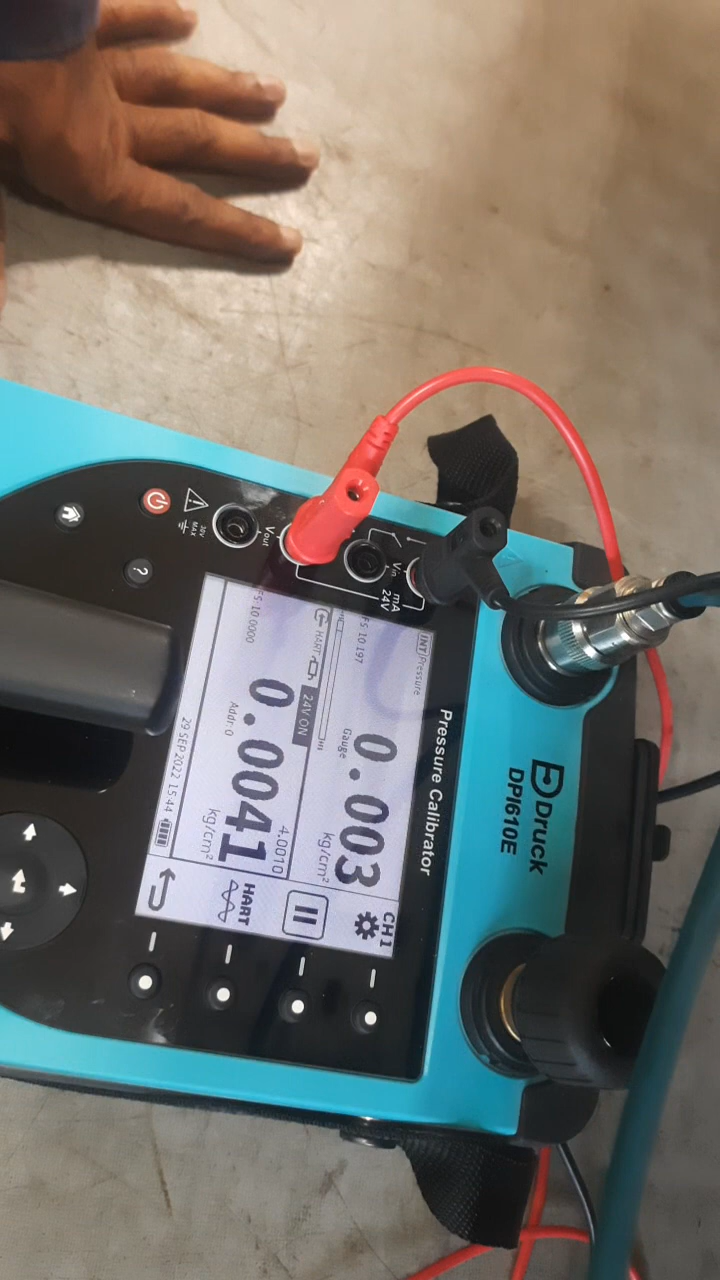 Druck
DPI610E
Pressure Calibrator
INT Pressure
CH 1
0.003
FS: 10.197
Gauge
kg/cm²
HART
24V ON
4.0010
0.0041
FS: 10.0000
Addr: 0
kg/cm²
HART
29 SEP 2022 15:44
mA
24V
Vin
Vout
30V
MAX
?